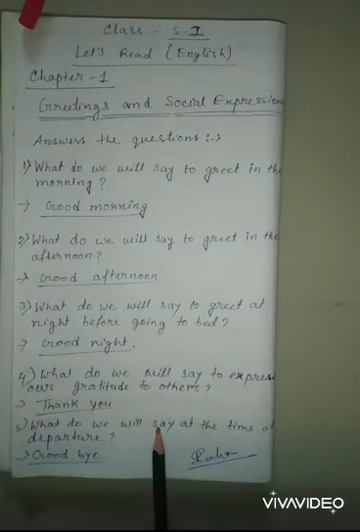 Class - S-I
Let's Read (English)
Chapter-1
Greetings and Social Expression
Answers the questions :->
1) What do we will say to greet in the
morning?
→ Good morning
2) What do we will say to greet in the
afternoon?
→ Good afternoon
3) What do we will say to greet at
night before going to bed?
→ Good night.
4) What do we will say to express
our gratitude to others?
→ Thank you
5) What do we will say at the time of
departure?
→ Good bye
VIVAVIDEO